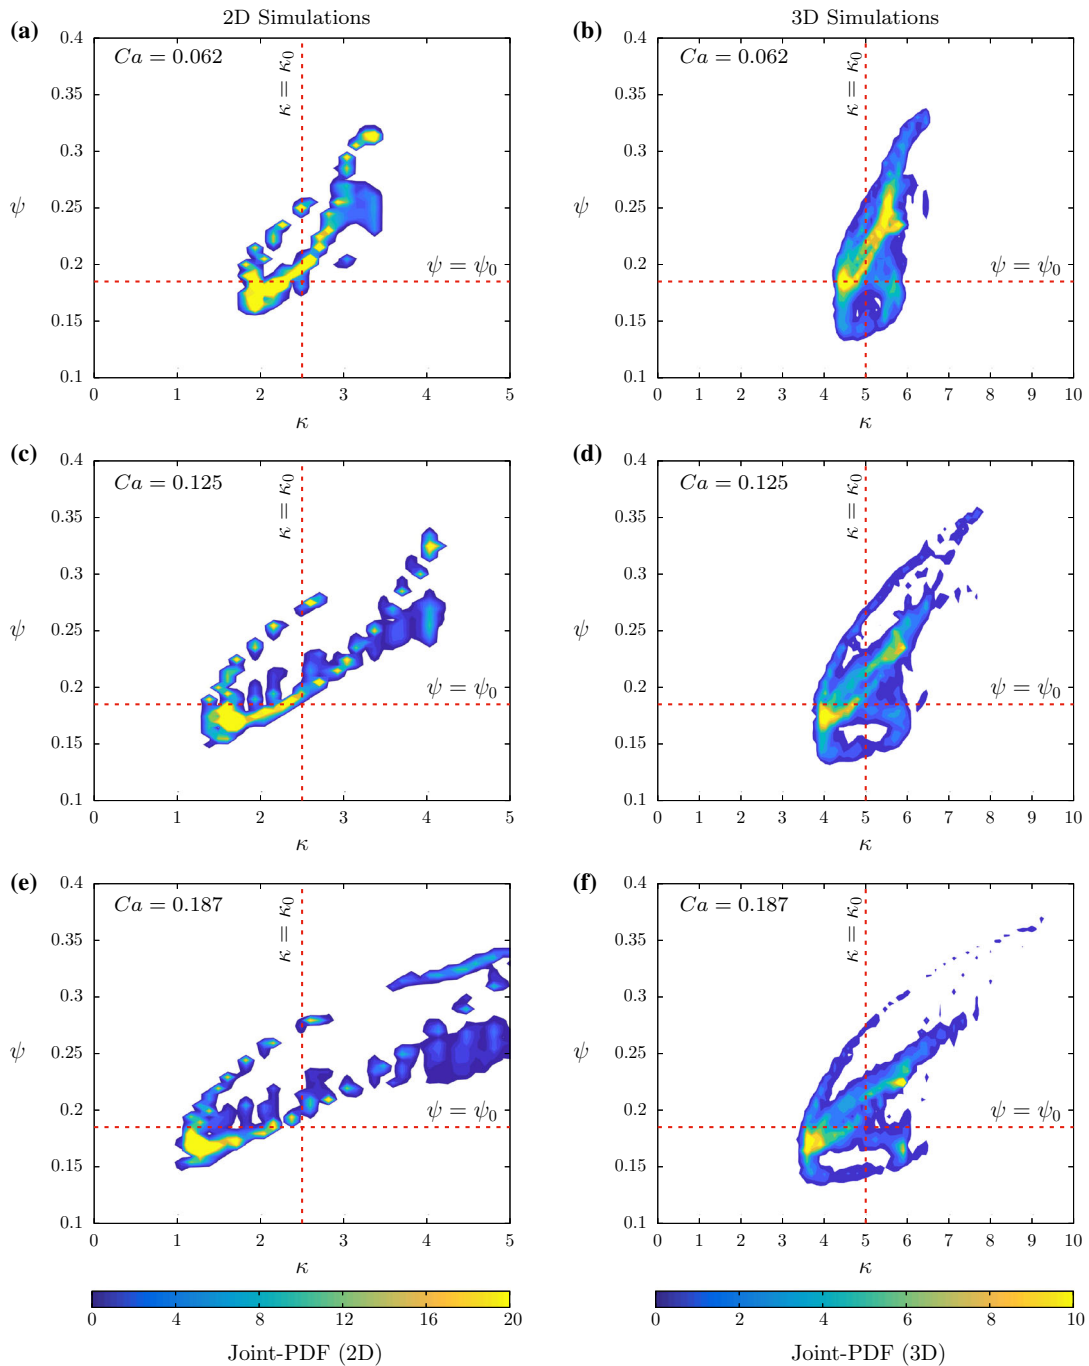 2D Simulations
3D Simulations
(a)
Ca = 0.062
κ = κ₀
ψ = ψ₀
ψ
0.4
0.35
0.3
0.25
0.2
0.15
0.1
0 1 2 3 4 5
κ
(b)
Ca = 0.062
κ = κ₀
ψ = ψ₀
ψ
0.4
0.35
0.3
0.25
0.2
0.15
0.1
0 1 2 3 4 5 6 7 8 9 10
κ
(c)
Ca = 0.125
κ = κ₀
ψ = ψ₀
ψ
0.4
0.35
0.3
0.25
0.2
0.15
0.1
0 1 2 3 4 5
κ
(d)
Ca = 0.125
κ = κ₀
ψ = ψ₀
ψ
0.4
0.35
0.3
0.25
0.2
0.15
0.1
0 1 2 3 4 5 6 7 8 9 10
κ
(e)
Ca = 0.187
κ = κ₀
ψ = ψ₀
ψ
0.4
0.35
0.3
0.25
0.2
0.15
0.1
0 1 2 3 4 5
κ
(f)
Ca = 0.187
κ = κ₀
ψ = ψ₀
ψ
0.4
0.35
0.3
0.25
0.2
0.15
0.1
0 1 2 3 4 5 6 7 8 9 10
κ
0 4 8 12 16 20
Joint-PDF (2D)
0 2 4 6 8 10
Joint-PDF (3D)